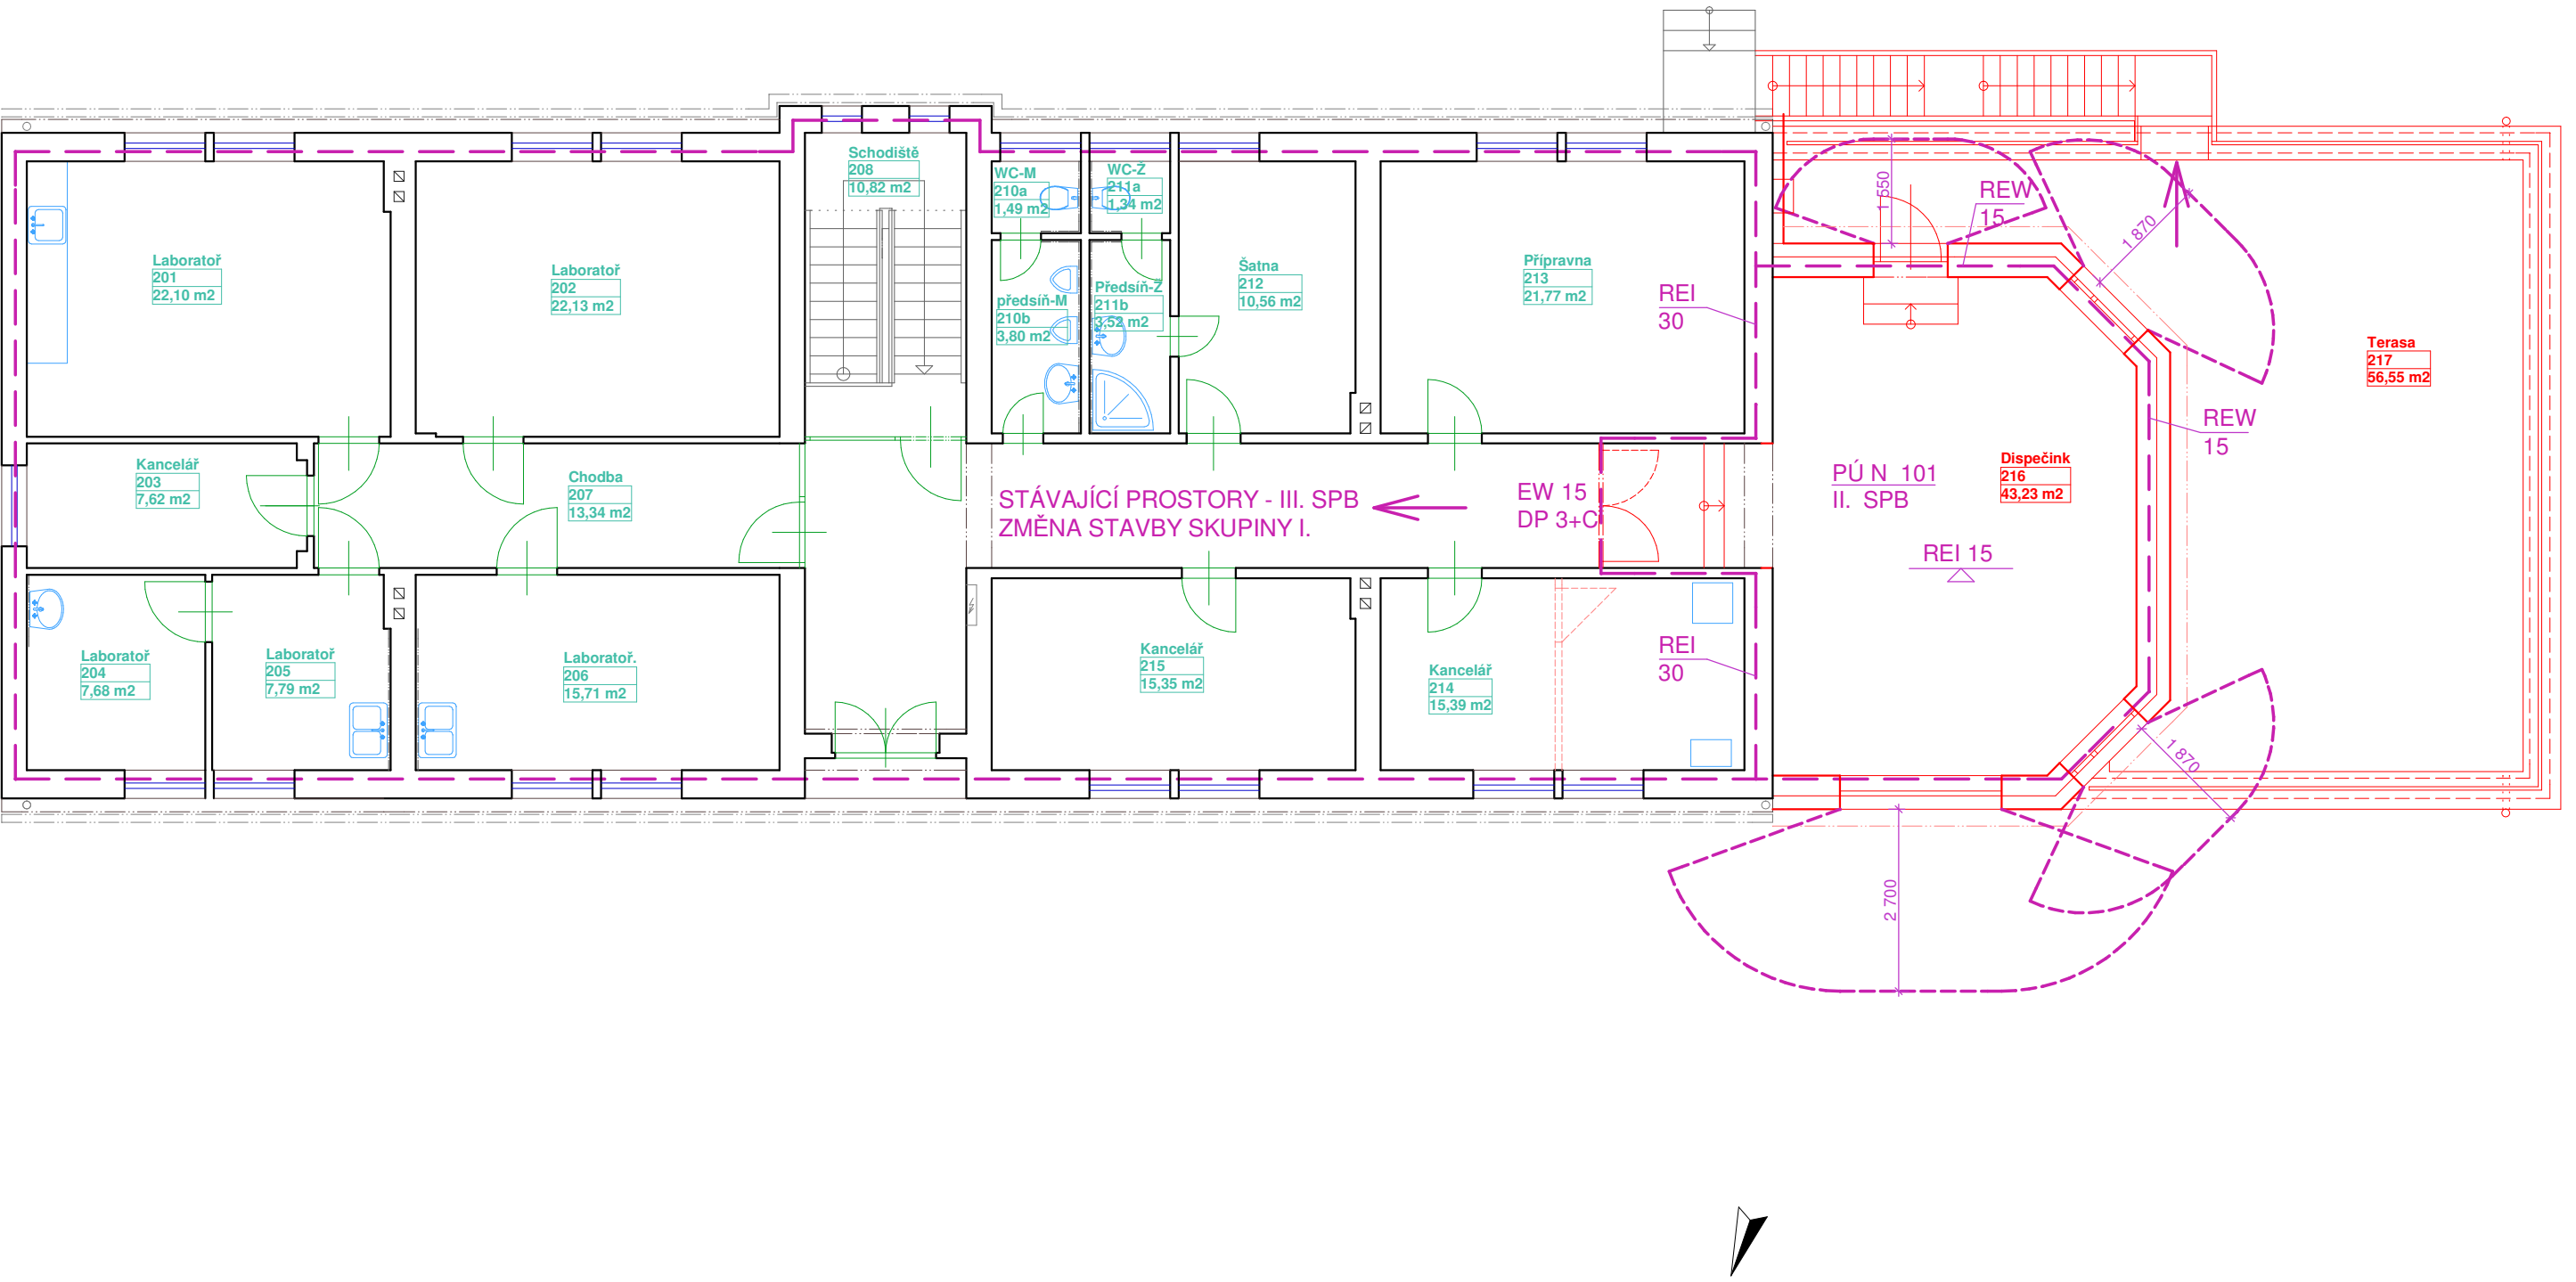 Schodiště
208
10,82 m2
WC-M
210a
1,49 m2
WC-Ž
211a
1,34 m2
1 550
REW
15
1 870
Laboratoř
201
22,10 m2
Laboratoř
202
22,13 m2
předsíň-M
210b
3,80 m2
Předsíň-Ž
211b
3,52 m2
Šatna
212
10,56 m2
Přípravna
213
21,77 m2
REI
30
Terasa
217
56,55 m2
REW
15
Kancelář
203
7,62 m2
Chodba
207
13,34 m2
STÁVAJÍCÍ PROSTORY - III. SPB
ZMĚNA STAVBY SKUPINY I.
EW 15
DP 3+C
PÚ N 101
II. SPB
Dispečink
216
43,23 m2
REI 15
Laboratoř
204
7,68 m2
Laboratoř
205
7,79 m2
Laboratoř.
206
15,71 m2
Kancelář
215
15,35 m2
Kancelář
214
15,39 m2
REI
30
1 870
2 700